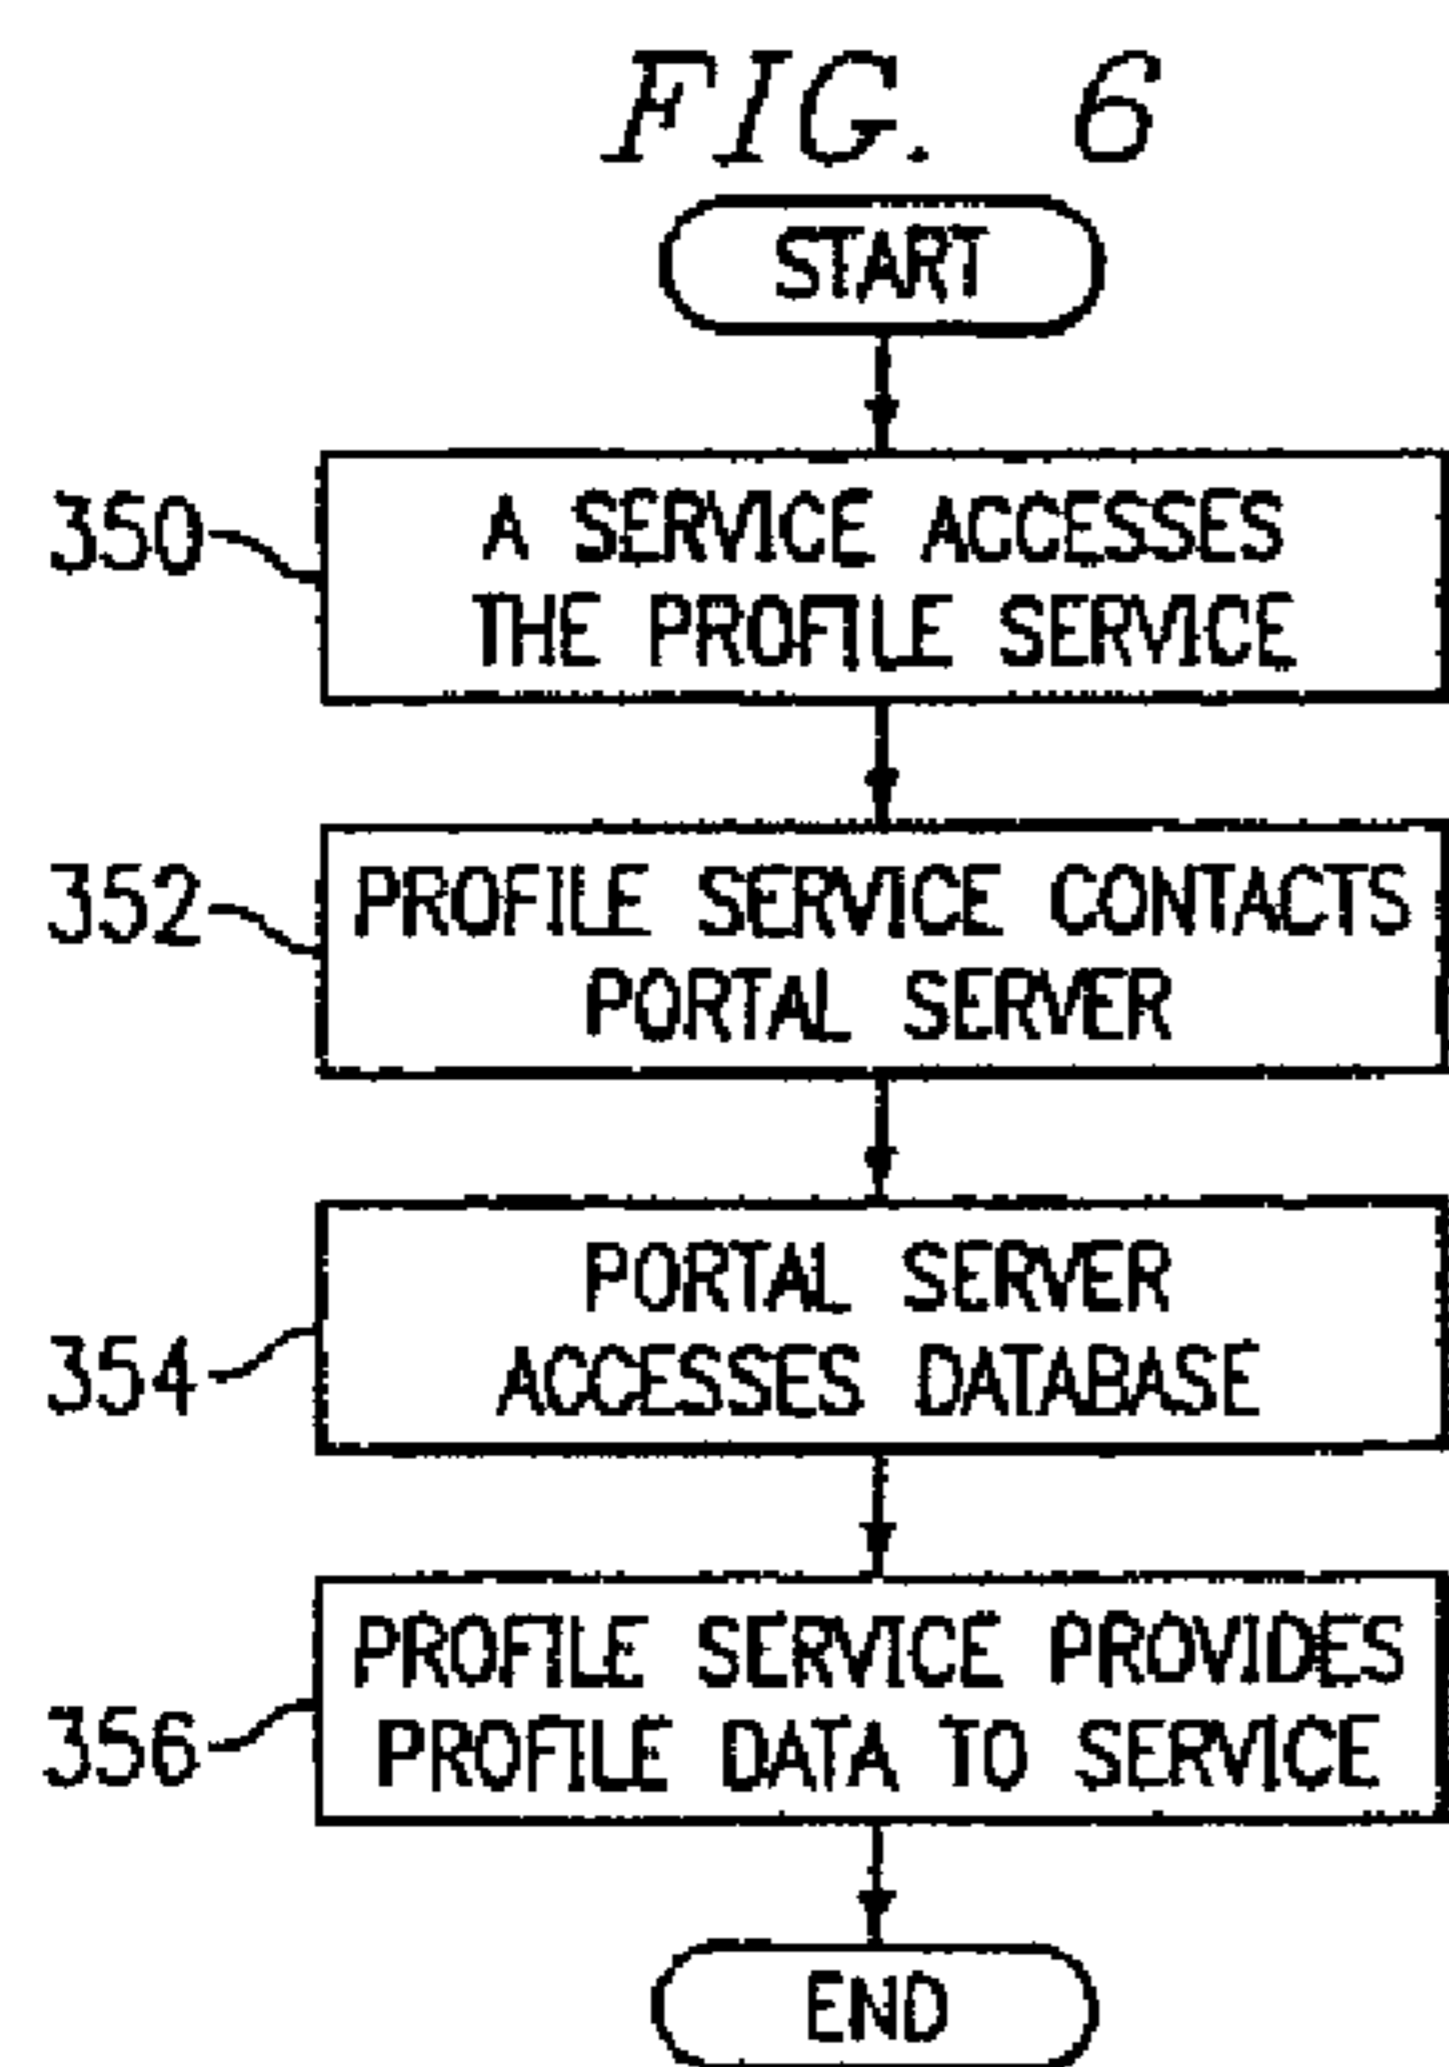 FIG. 6
START
350
A SERVICE ACCESSES
THE PROFILE SERVICE
352
PROFILE SERVICE CONTACTS
PORTAL SERVER
354
PORTAL SERVER
ACCESSES DATABASE
356
PROFILE SERVICE PROVIDES
PROFILE DATA TO SERVICE
END